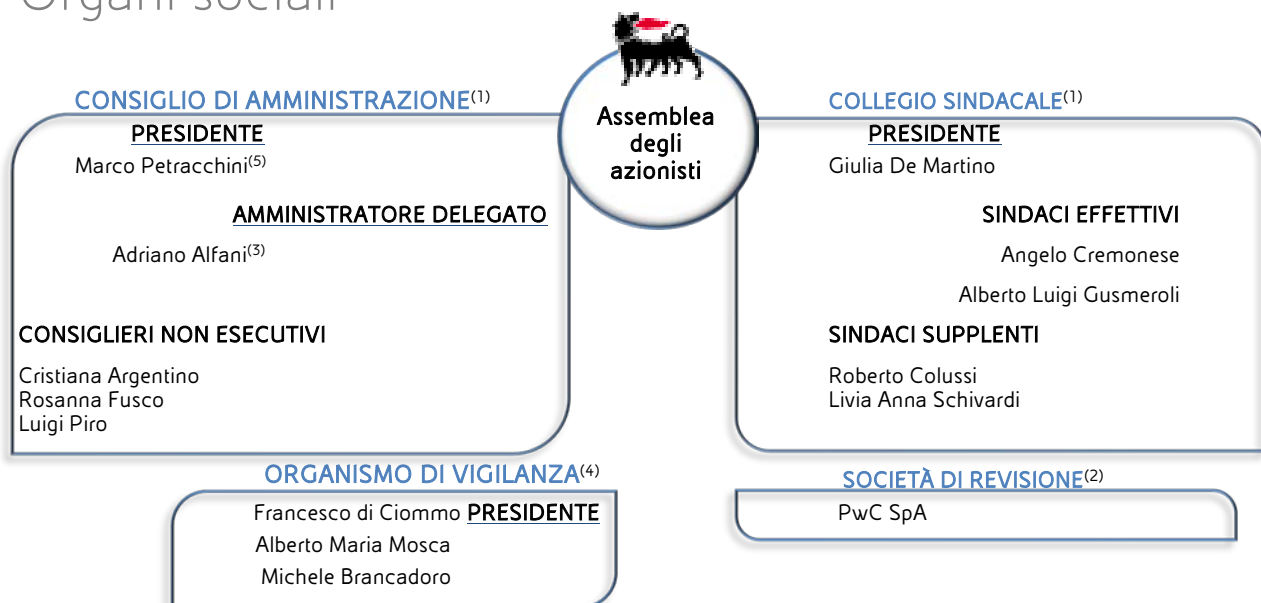 Organi sociali
Assemblea
degli
azionisti
CONSIGLIO DI AMMINISTRAZIONE(1)
PRESIDENTE
Marco Petracchini(5)
AMMINISTRATORE DELEGATO
Adriano Alfani(3)
CONSIGLIERI NON ESECUTIVI
Cristiana Argentino
Rosanna Fusco
Luigi Piro
COLLEGIO SINDACALE(1)
PRESIDENTE
Giulia De Martino
SINDACI EFFETTIVI
Angelo Cremonese
Alberto Luigi Gusmeroli
SINDACI SUPPLENTI
Roberto Colussi
Livia Anna Schivardi
ORGANISMO DI VIGILANZA(4)
Francesco di Ciommo PRESIDENTE
Alberto Maria Mosca
Michele Brancadoro
SOCIETÀ DI REVISIONE(2)
PwC SpA